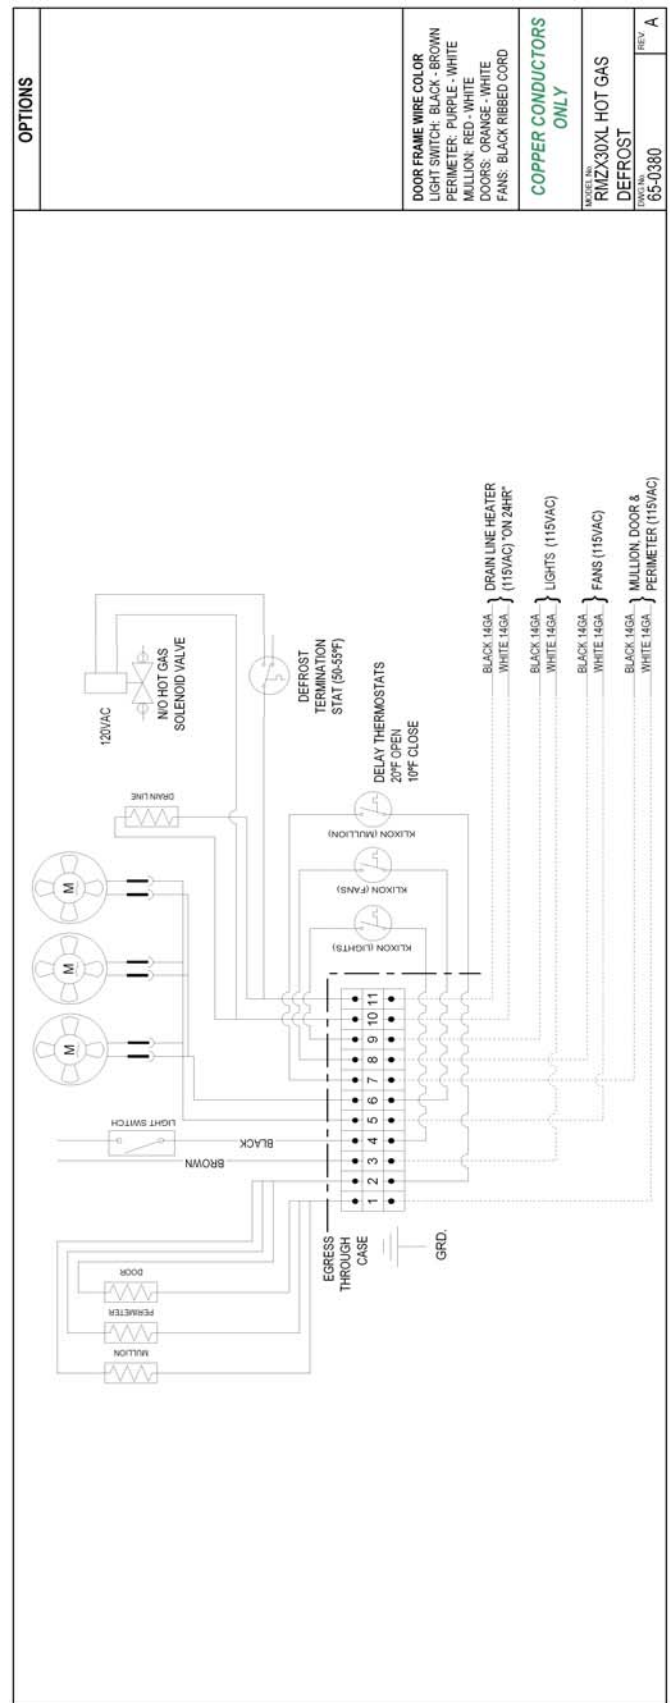 OPTIONS
DOOR FRAME WIRE COLOR
LIGHT SWITCH: BLACK - BROWN
PERIMETER: PURPLE - WHITE
MULLION: RED - WHITE
DOORS: ORANGE - WHITE
FANS: BLACK RIBBED CORD
COPPER CONDUCTORS
ONLY
MODEL No.
RMZX30XL HOT GAS
DEFROST
DWG No.
65-0380
REV.
A
120VAC
N/O HOT GAS
SOLENOID VALVE
DEFROST
TERMINATION
STAT (50-55°F)
DRAIN LINE
M
M
M
DELAY THERMOSTATS
20°F OPEN
10°F CLOSE
KLIXON (MULLION)
KLIXON (FANS)
KLIXON (LIGHTS)
LIGHT SWITCH
BLACK
BROWN
DOOR
PERIMETER
MULLION
EGRESS
THROUGH
CASE
GRD.
1 2 3 4 5 6 7 8 9 10 11
BLACK 14GA
WHITE 14GA
DRAIN LINE HEATER
(115VAC) "ON 24HR"
BLACK 14GA
WHITE 14GA
LIGHTS (115VAC)
BLACK 14GA
WHITE 14GA
FANS (115VAC)
BLACK 14GA
WHITE 14GA
MULLION, DOOR &
PERIMETER (115VAC)